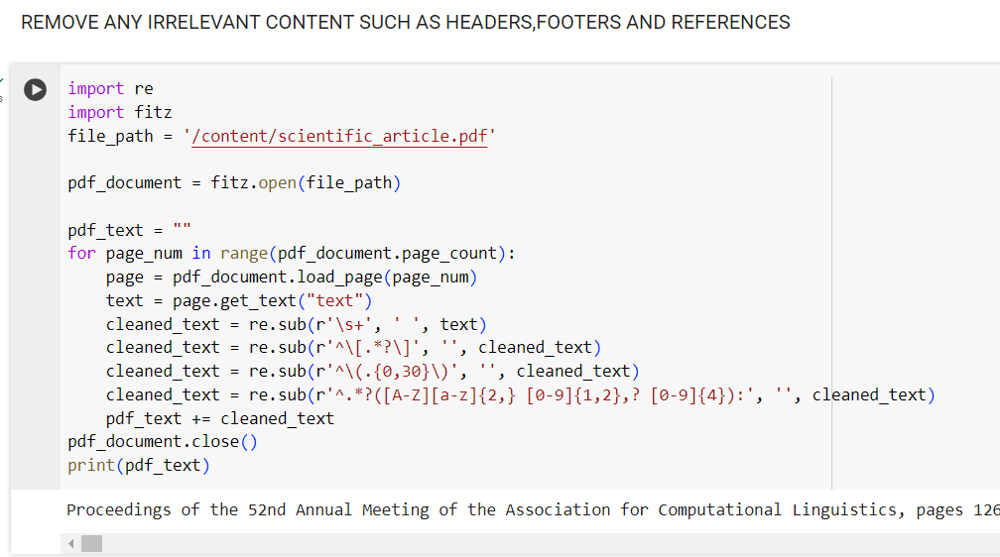 REMOVE ANY IRRELEVANT CONTENT SUCH AS HEADERS,FOOTERS AND REFERENCES
import re
import fitz
file_path = '/content/scientific_article.pdf'
pdf_document = fitz.open(file_path)
pdf_text = ""
for page_num in range(pdf_document.page_count):
    page = pdf_document.load_page(page_num)
    text = page.get_text("text")
    cleaned_text = re.sub(r'\s+', ' ', text)
    cleaned_text = re.sub(r'^\[.*?\]', '', cleaned_text)
    cleaned_text = re.sub(r'^\(.{0,30}\)', '', cleaned_text)
    cleaned_text = re.sub(r'^.*?([A-Z][a-z]{2,} [0-9]{1,2},? [0-9]{4}):', '', cleaned_text)
    pdf_text += cleaned_text
pdf_document.close()
print(pdf_text)
Proceedings of the 52nd Annual Meeting of the Association for Computational Linguistics, pages 126